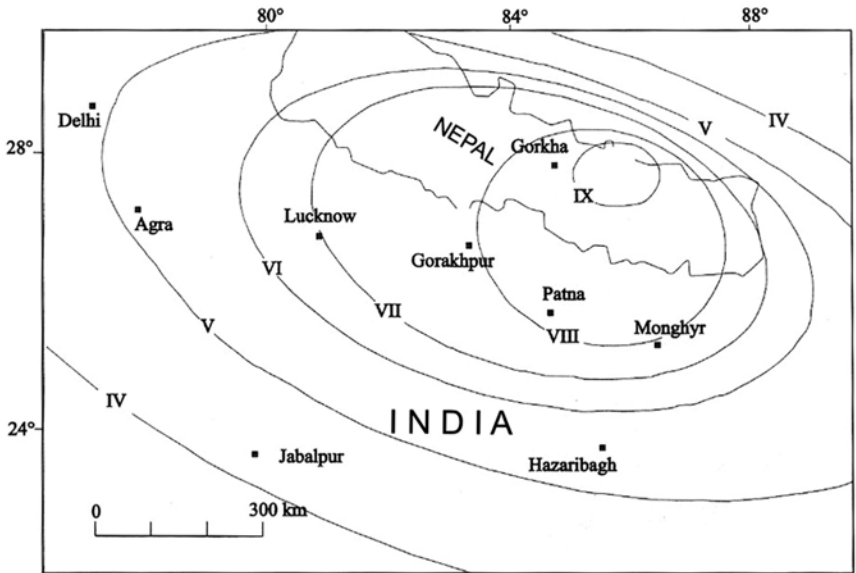 80° 84° 88°
IV
V
Delhi
NEPAL
Gorkha
28°
IX
Agra
Lucknow
Gorakhpur
VI
Patna
VII
V
VIII
Monghyr
IV
INDIA
24°
Jabalpur
Hazaribagh
0 300 km